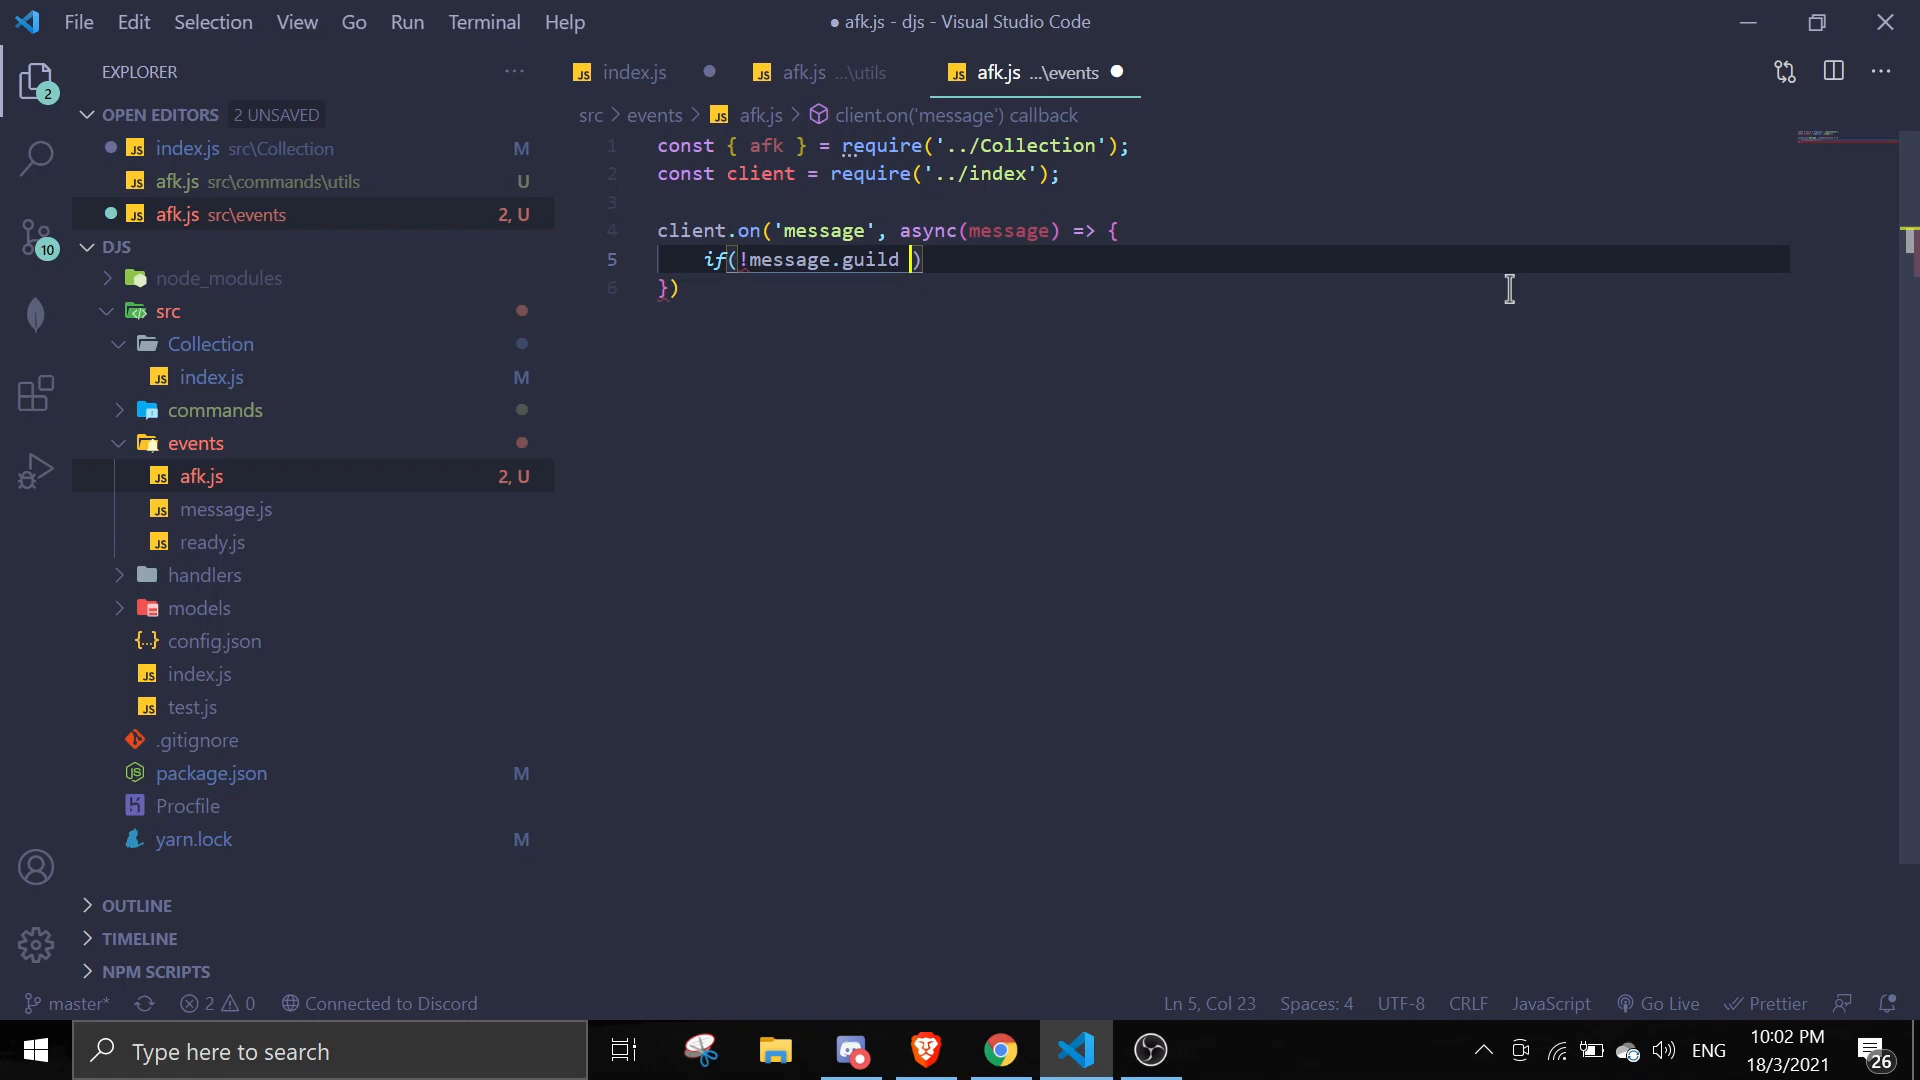 File Edit Selection View Go Run Terminal Help
● afk.js - djs - Visual Studio Code
EXPLORER
2
OPEN EDITORS 2 UNSAVED
index.js src\Collection M
afk.js src\commands\utils U
afk.js src\events 2, U
10
DJS
node_modules
src
Collection
index.js M
commands
events
afk.js 2, U
message.js
ready.js
handlers
models
config.json
index.js
test.js
.gitignore
package.json M
Procfile
yarn.lock M
OUTLINE
TIMELINE
NPM SCRIPTS
JS index.js
JS afk.js ...\utils
JS afk.js ...\events
src > events > JS afk.js > client.on('message') callback
1 const { afk } = require('../Collection');
2 const client = require('../index');
3
4 client.on('message', async(message) => {
5 if(!message.guild )
6 })
master* 2 0 Connected to Discord
Ln 5, Col 23 Spaces: 4 UTF-8 CRLF JavaScript Go Live Prettier
Type here to search
ENG
10:02 PM
18/3/2021
26